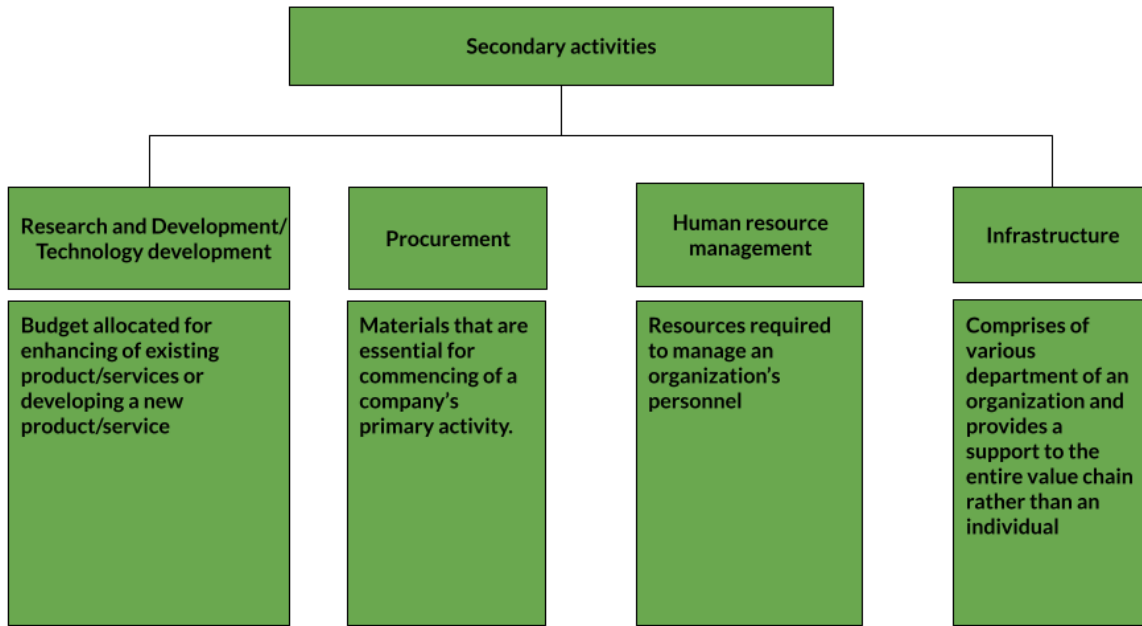 Secondary activities
Research and Development/
Technology development
Procurement
Human resource
management
Infrastructure
Budget allocated for
enhancing of existing
product/services or
developing a new
product/service
Materials that are
essential for
commencing of a
company's
primary activity.
Resources required
to manage an
organization's
personnel
Comprises of
various
department of an
organization and
provides a
support to the
entire value chain
rather than an
individual